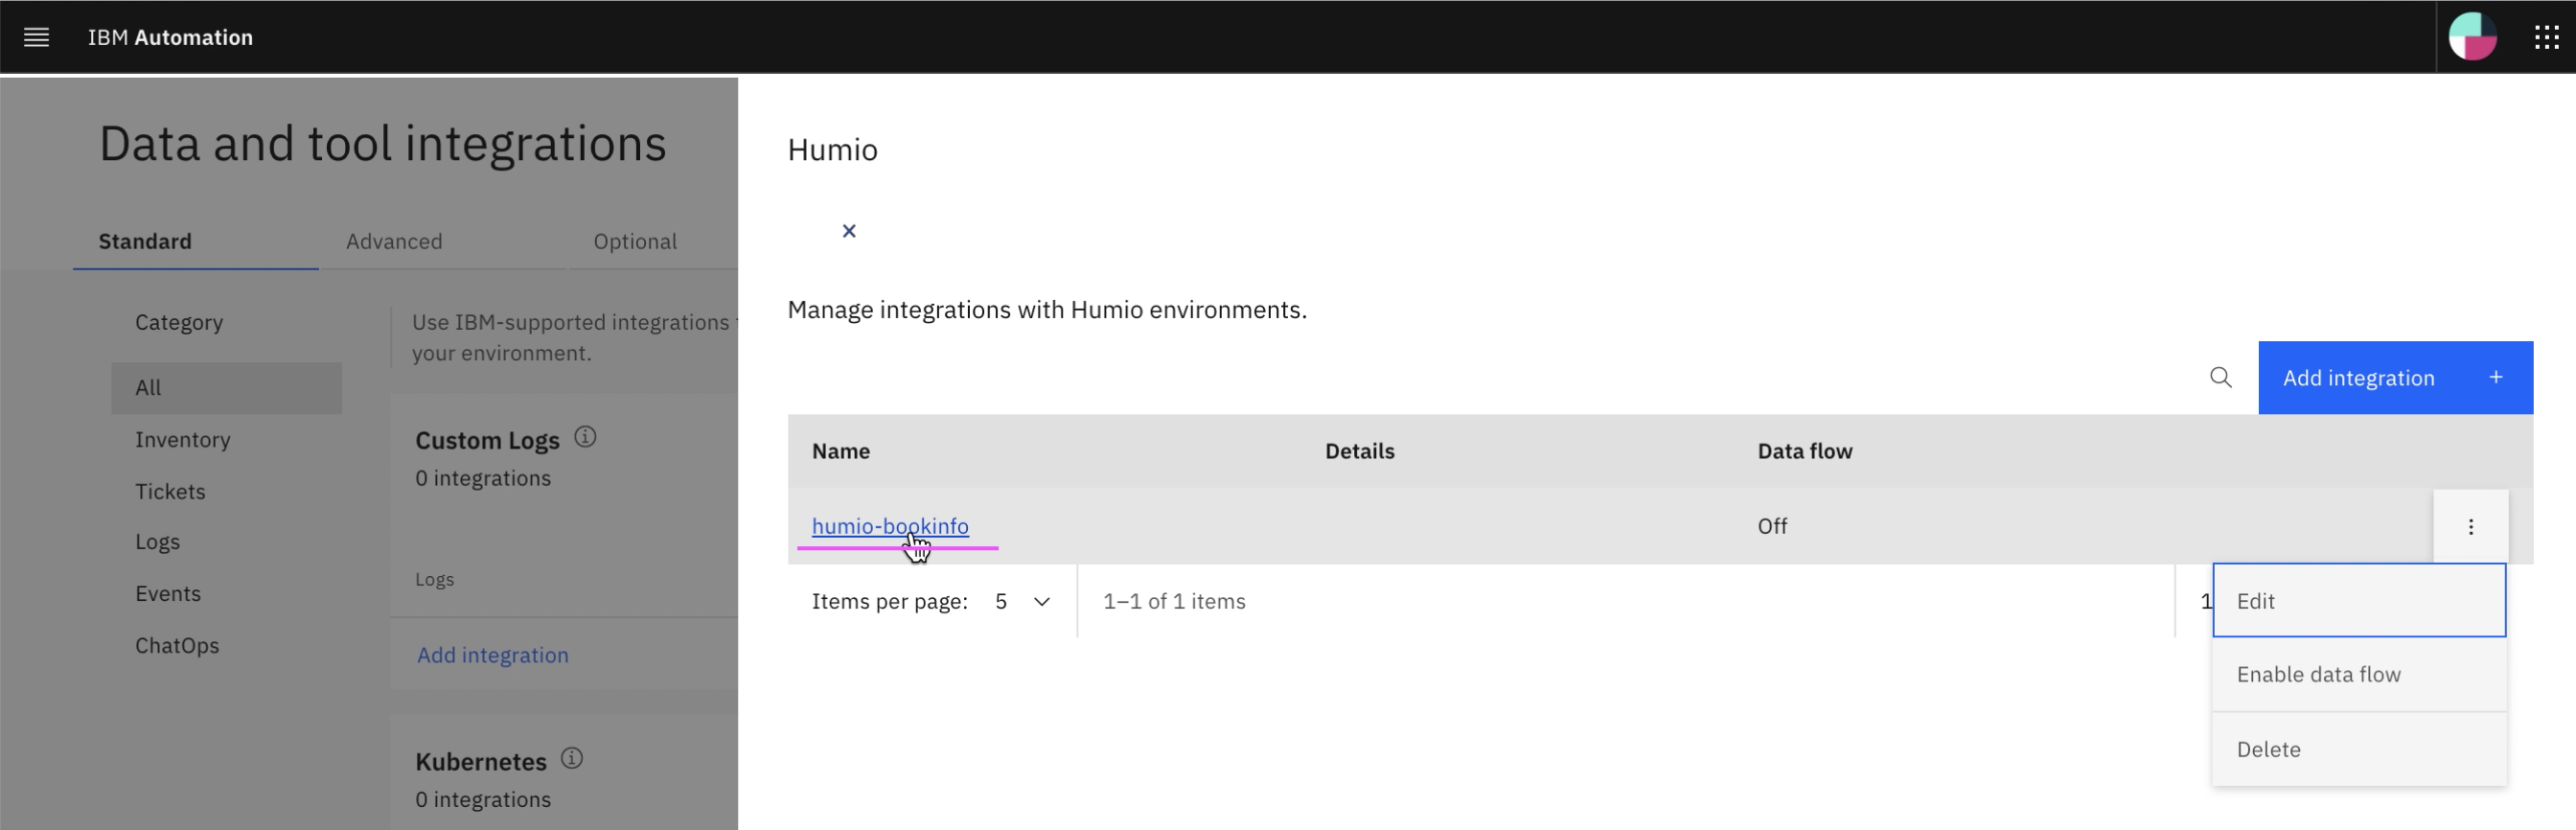 IBM Automation
Data and tool integrations
Standard Advanced Optional
Category
All
Inventory
Tickets
Logs
Events
ChatOps
Use IBM-supported integrations
your environment.
Custom Logs
0 integrations
Logs
Add integration
Kubernetes
0 integrations
Humio
Manage integrations with Humio environments.
Add integration +
Name Details Data flow
humio-bookinfo Off
Items per page: 5 1–1 of 1 items 1
Edit
Enable data flow
Delete